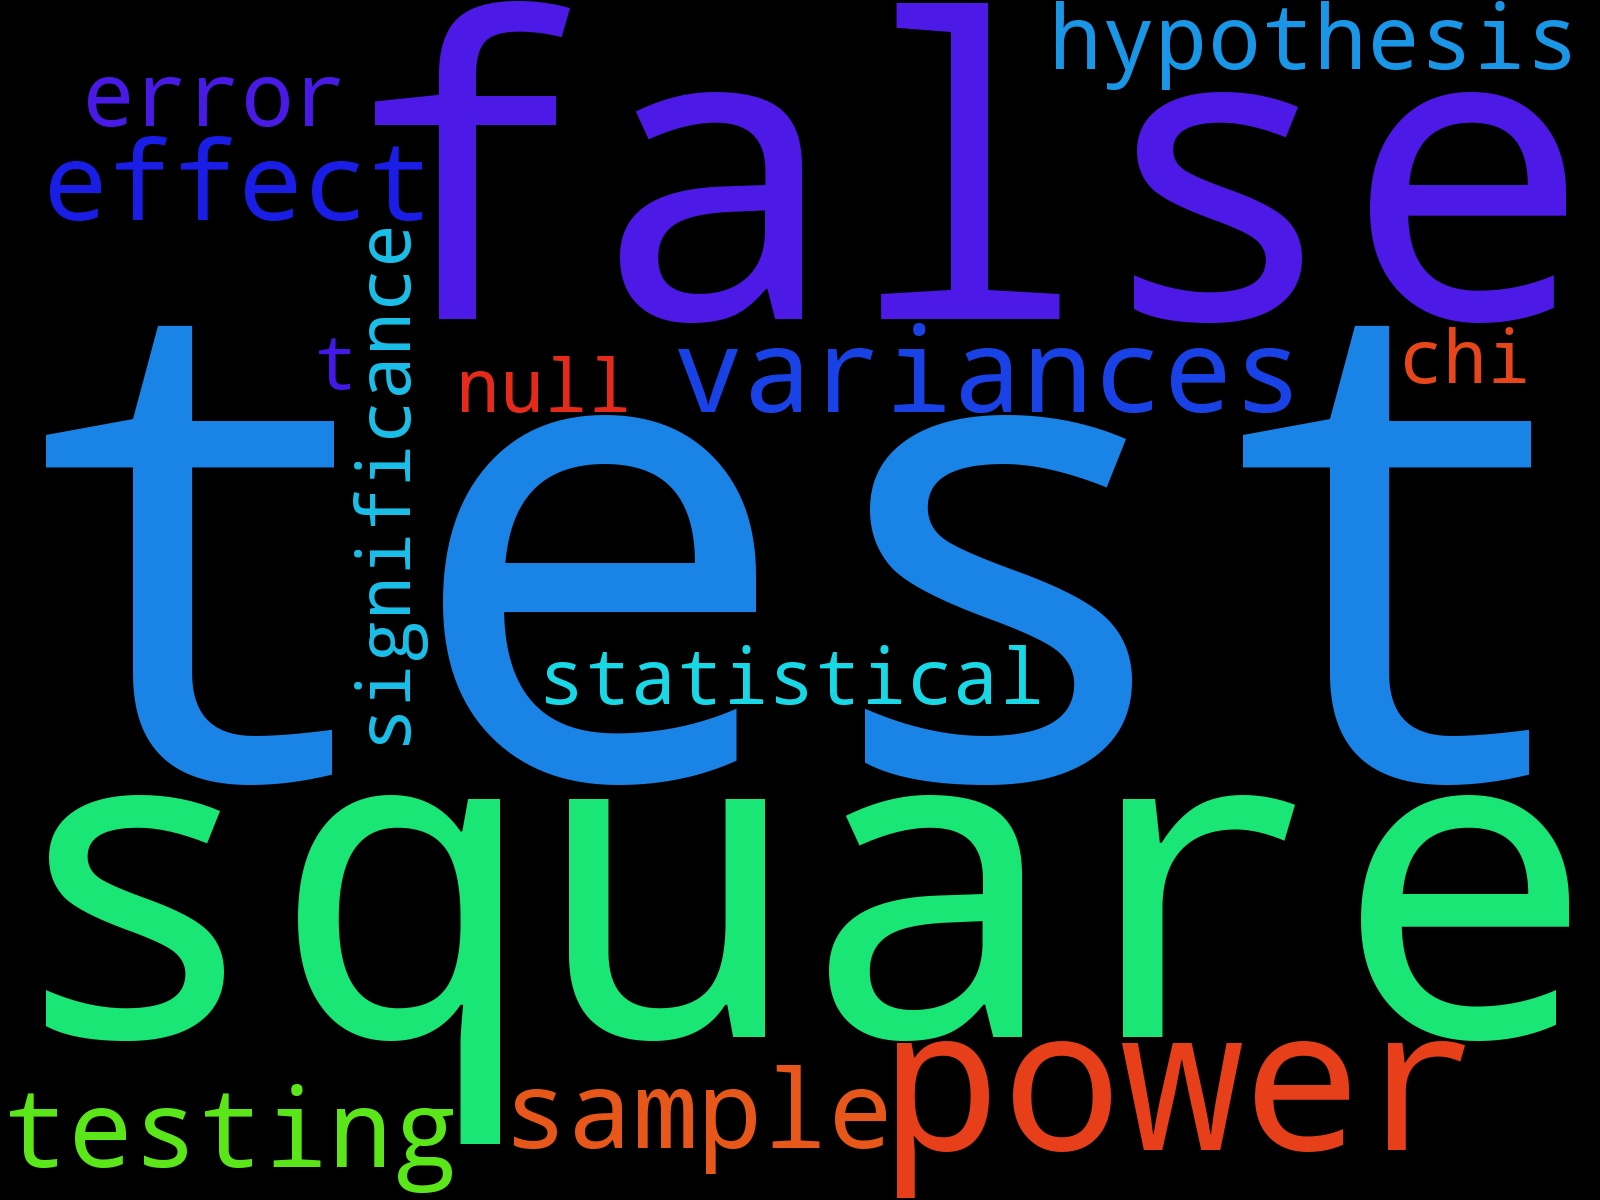 hypothesis
false
error
effect
significance
t
null
variances
chi
test
statistical
square
power
sample
testing